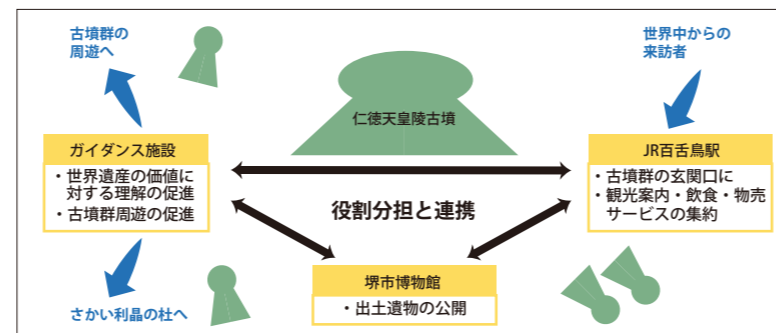 古墳群の
周遊へ
世界中からの
来訪者
仁徳天皇陵古墳
ガイダンス施設
・世界遺産の価値に
対する理解の促進
・古墳群周遊の促進
JR百舌鳥駅
・古墳群の玄関口に
・観光案内・飲食・物売
サービスの集約
役割分担と連携
堺市博物館
・出土遺物の公開
さかい利晶の杜へ